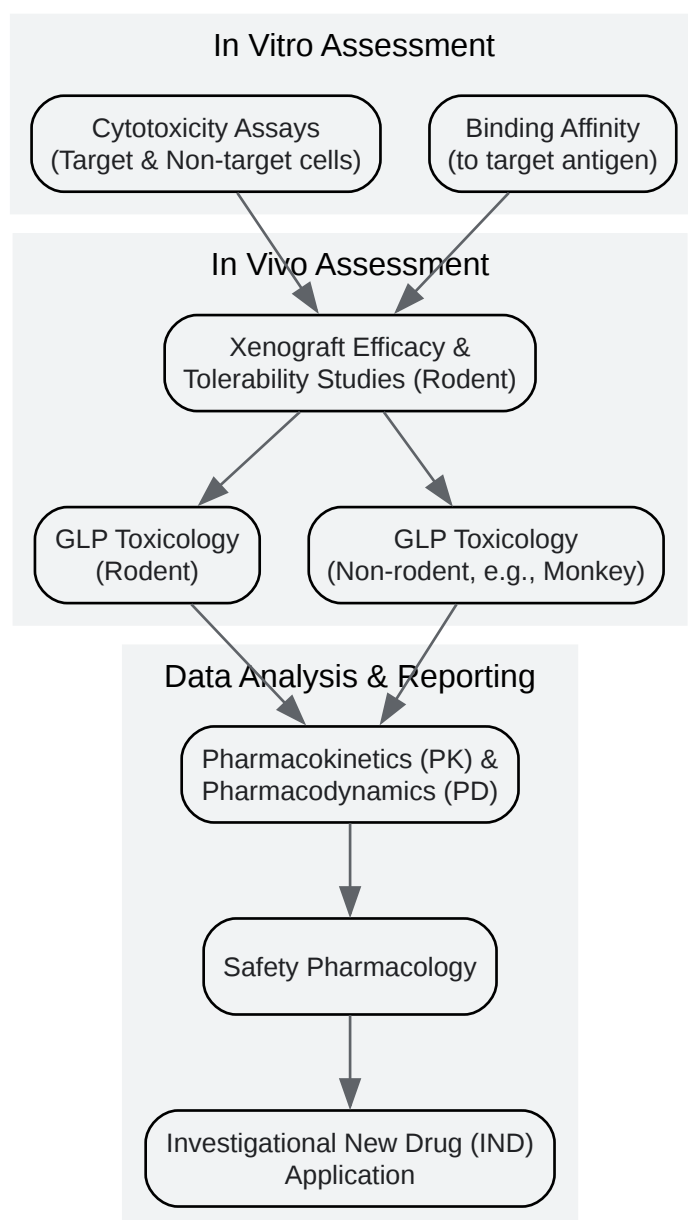 In Vitro Assessment
Cytotoxicity Assays
(Target & Non-target cells)
Binding Affinity
(to target antigen)
In Vivo Assessment
Xenograft Efficacy &
Tolerability Studies (Rodent)
GLP Toxicology
(Rodent)
GLP Toxicology
(Non-rodent, e.g., Monkey)
Data Analysis & Reporting
Pharmacokinetics (PK) &
Pharmacodynamics (PD)
Safety Pharmacology
Investigational New Drug (IND)
Application